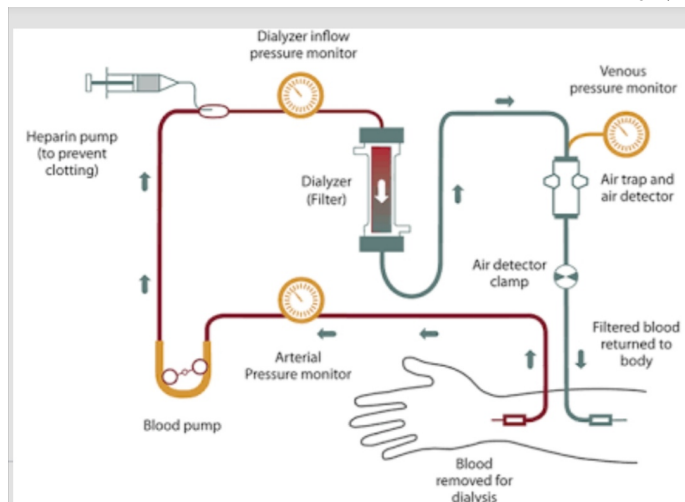 Dialyzer inflow
pressure monitor
Venous
pressure monitor
Heparin pump
(to prevent
clotting)
Dialyzer
(Filter)
Air trap and
air detector
Air detector
clamp
Filtered blood
returned to
body
Arterial
Pressure monitor
Blood pump
Blood
removed for
dialysis